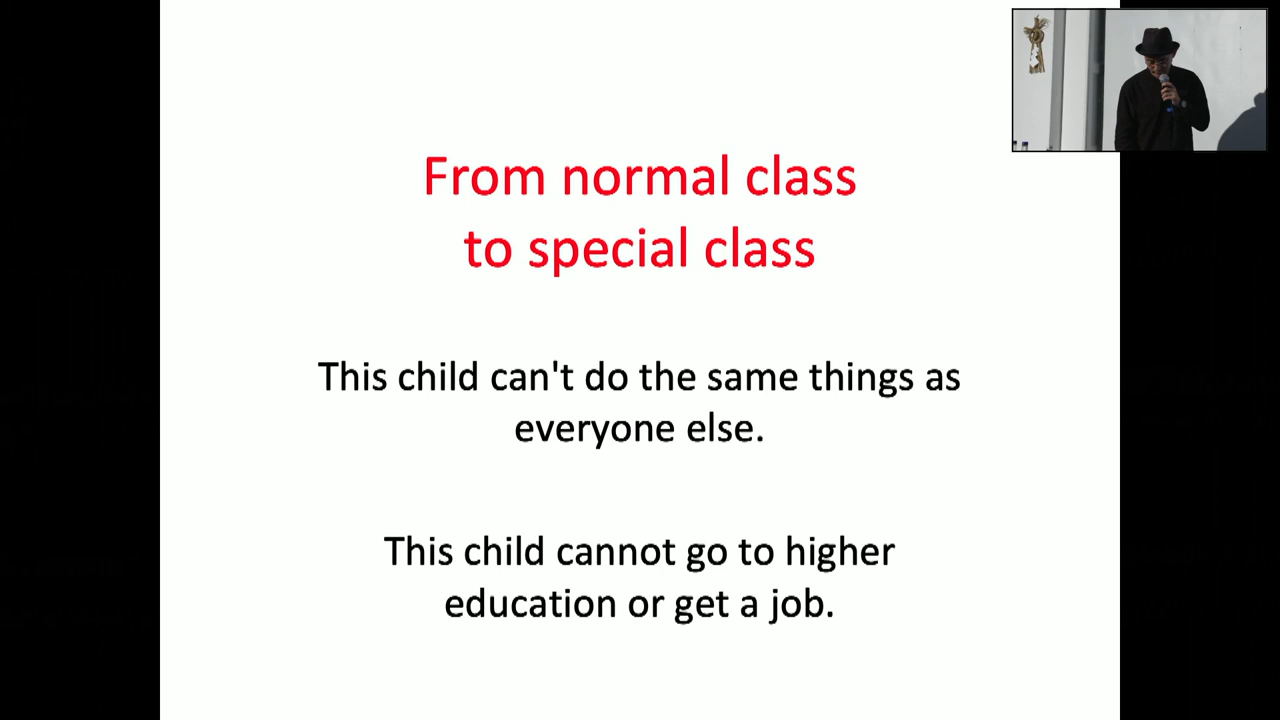 From normal class
to special class
This child can't do the same things as
everyone else.
This child cannot go to higher
education or get a job.